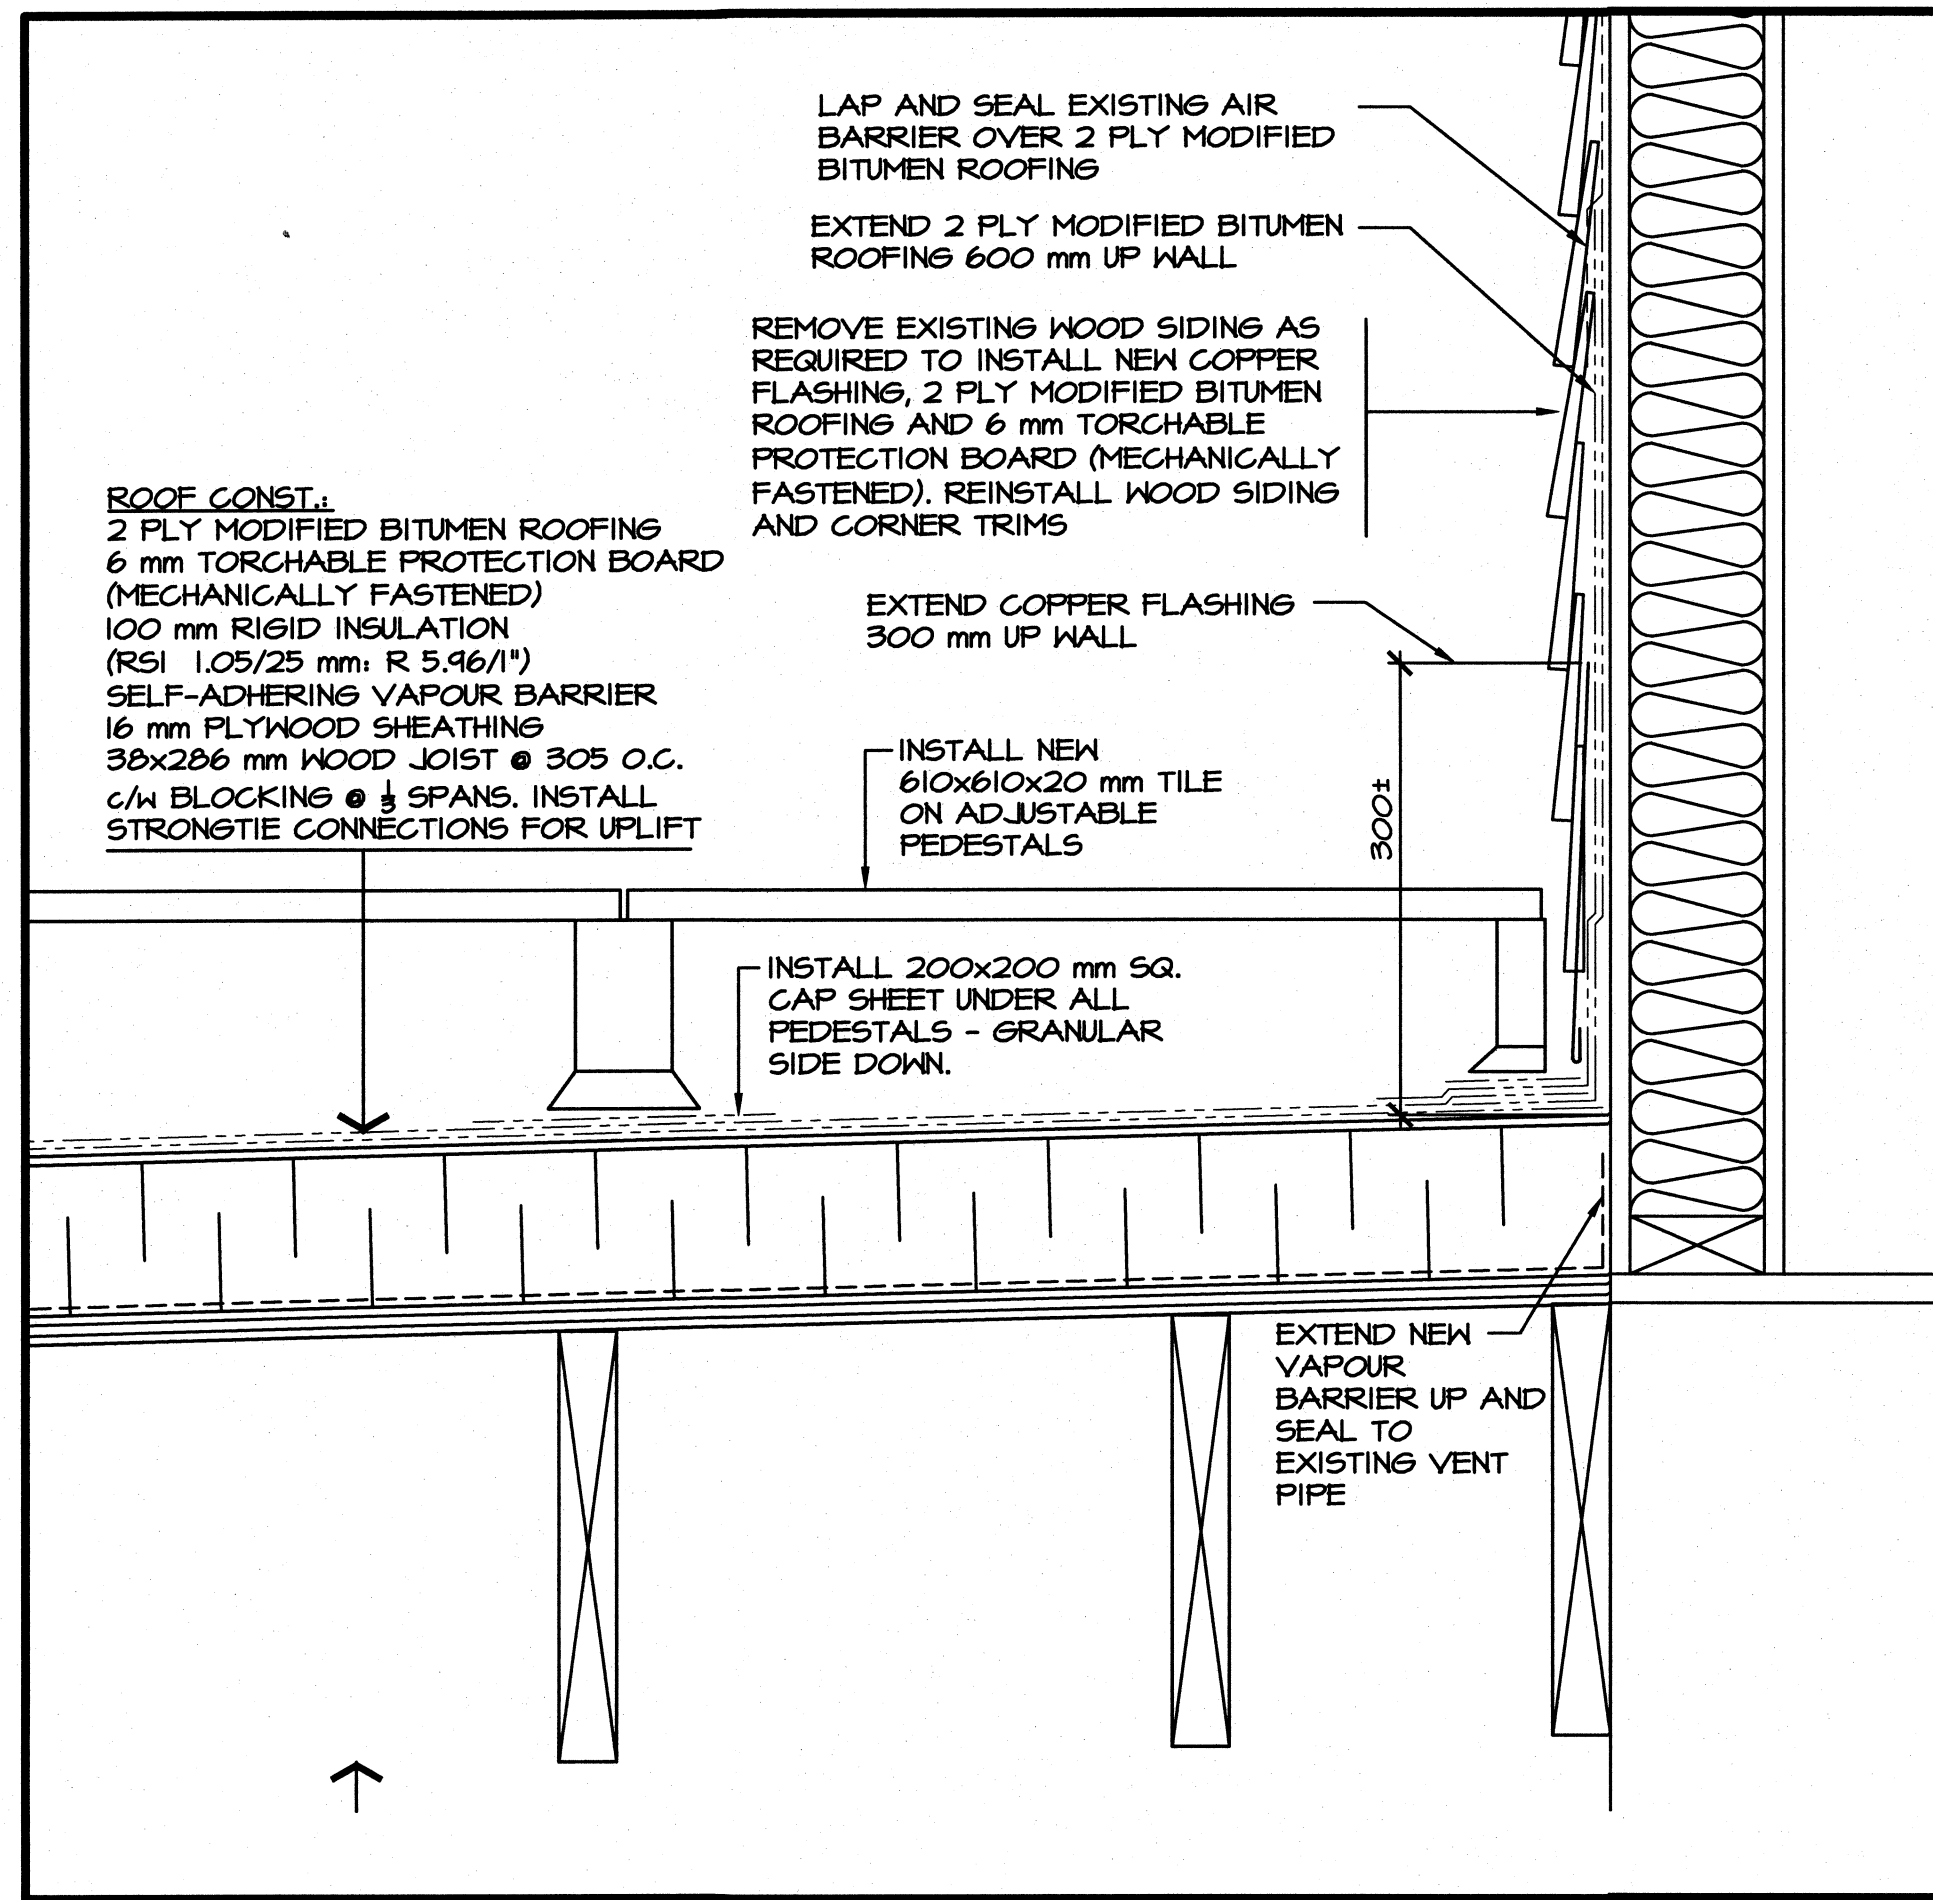 LAP AND SEAL EXISTING AIR
BARRIER OVER 2 PLY MODIFIED
BITUMEN ROOFING
EXTEND 2 PLY MODIFIED BITUMEN
ROOFING 600 mm UP WALL
REMOVE EXISTING WOOD SIDING AS
REQUIRED TO INSTALL NEW COPPER
FLASHING, 2 PLY MODIFIED BITUMEN
ROOFING AND 6 mm TORCHABLE
PROTECTION BOARD (MECHANICALLY
FASTENED). REINSTALL WOOD SIDING
AND CORNER TRIMS
ROOF CONST.:
2 PLY MODIFIED BITUMEN ROOFING
6 mm TORCHABLE PROTECTION BOARD
(MECHANICALLY FASTENED)
100 mm RIGID INSULATION
(RSI 1.05/25 mm: R 5.96/1")
SELF-ADHERING VAPOUR BARRIER
16 mm PLYWOOD SHEATHING
38x286 mm WOOD JOIST @ 305 O.C.
c/w BLOCKING @ ⅓ SPANS. INSTALL
STRONGTIE CONNECTIONS FOR UPLIFT
EXTEND COPPER FLASHING
300 mm UP WALL
INSTALL NEW
610x610x20 mm TILE
ON ADJUSTABLE
PEDESTALS
300±
INSTALL 200x200 mm SQ.
CAP SHEET UNDER ALL
PEDESTALS - GRANULAR
SIDE DOWN.
EXTEND NEW
VAPOUR
BARRIER UP AND
SEAL TO
EXISTING VENT
PIPE